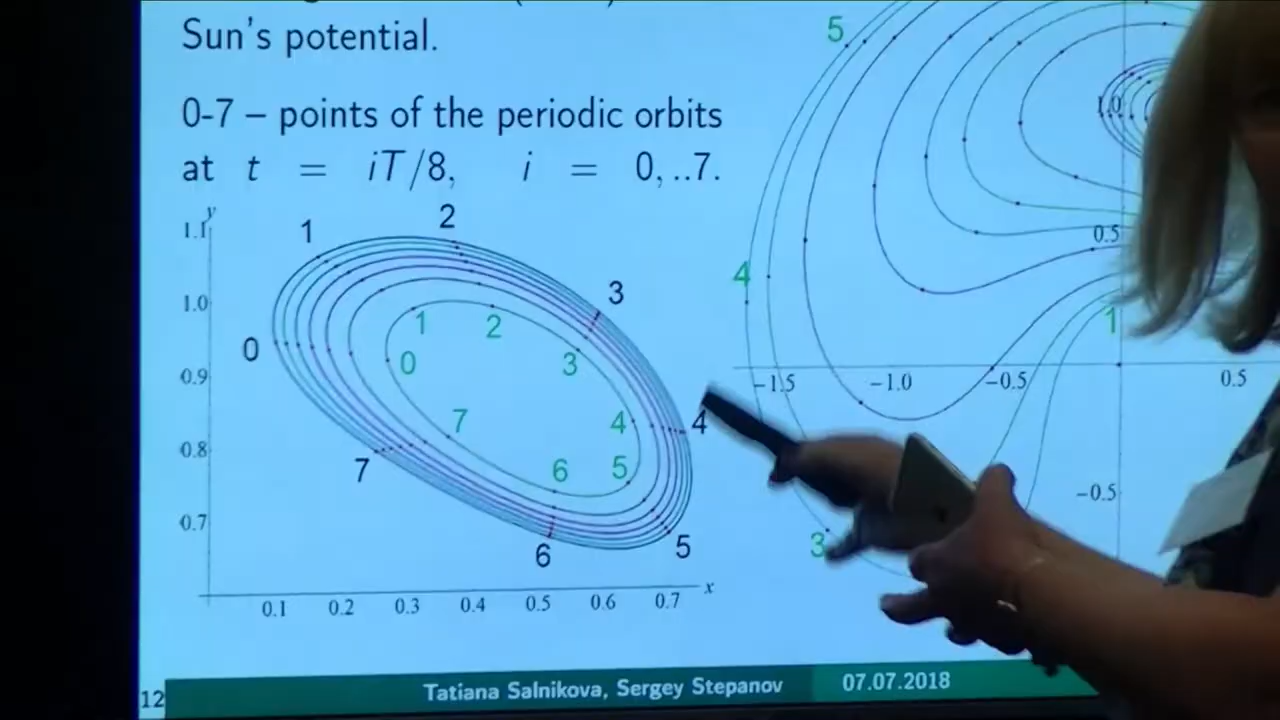 Sun's potential.
0-7 – points of the periodic orbits
at t = iT/8, i = 0,..7.
y
1.1
1.0
0.9
0.8
0.7
0.1 0.2 0.3 0.4 0.5 0.6 0.7 x
0 1 2 3 4 5 6 7
0 1 2 3 4 5 6 7
5
4
3
1
1.0
0.5
−1.5 −1.0 −0.5 0.5
−0.5
12
Tatiana Salnikova, Sergey Stepanov 07.07.2018